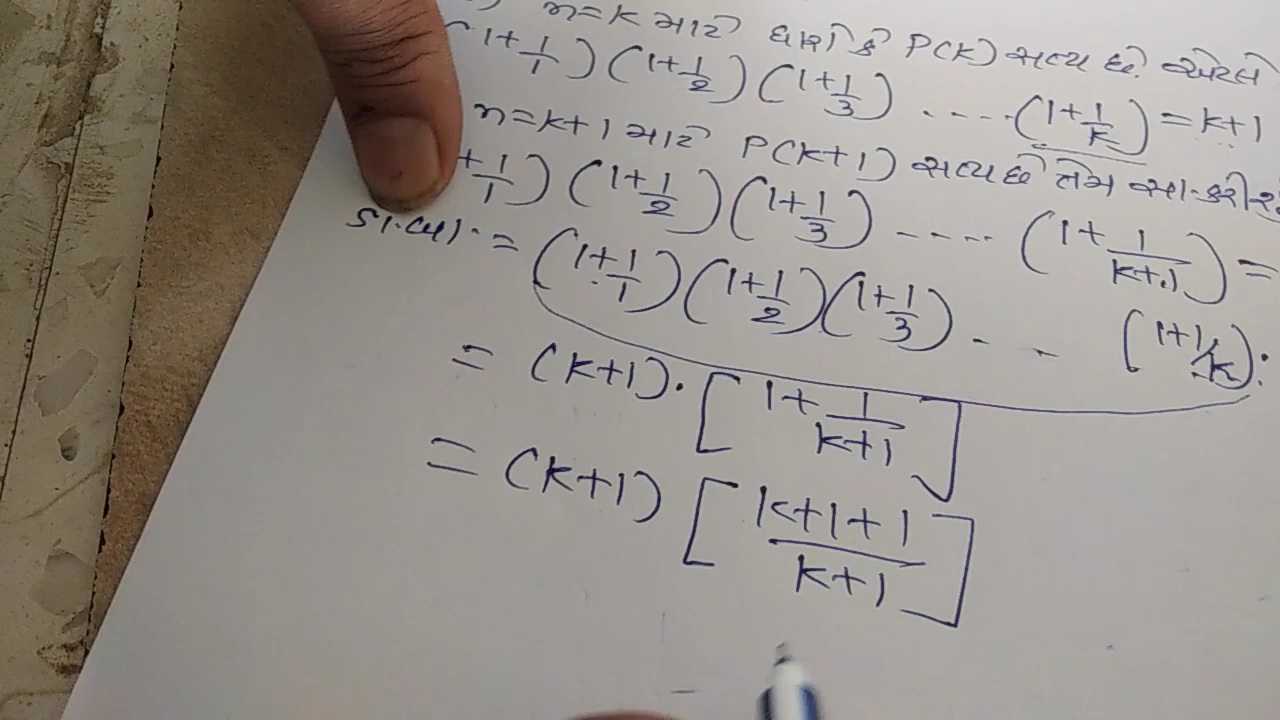 n=k માટે ધારો કે P(k) સત્ય છે. એટલે
(1+1/1)(1+1/2)(1+1/3) ....(1+1/k) = k+1
n=k+1 માટે P(k+1) સત્ય છે તેમ સા.
+1/1)(1+1/2)(1+1/3) ---- (1+1/(k+1)) =
ડા.બા. = (1+1/1)(1+1/2)(1+1/3). . - (1+1/k).
= (k+1).[1+1/(k+1)]
= (k+1)[(k+1+1)/(k+1)]